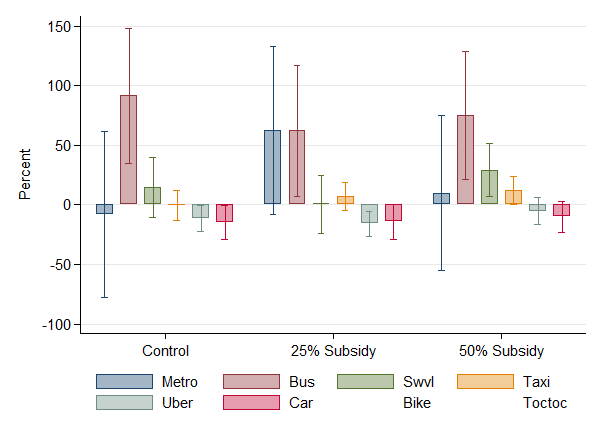 Percent
150
100
50
0
-50
-100
Control 25% Subsidy 50% Subsidy
Metro Bus Swvl Taxi
Uber Car Bike Toctoc